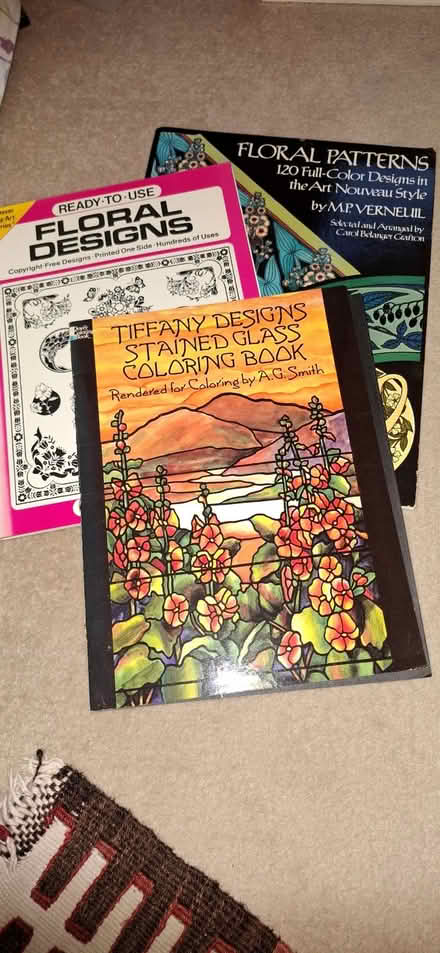 FLORAL PATTERNS
120 Full-Color Designs in
the Art Nouveau Style
by M.P. VERNEUIL
Selected and Arranged by
Carol Belanger Grafton
READY·TO·USE
FLORAL
DESIGNS
Copyright-Free Designs · Printed One Side · Hundreds of Uses
TIFFANY DESIGNS
STAINED GLASS
COLORING BOOK
Rendered for Coloring by A.G. Smith